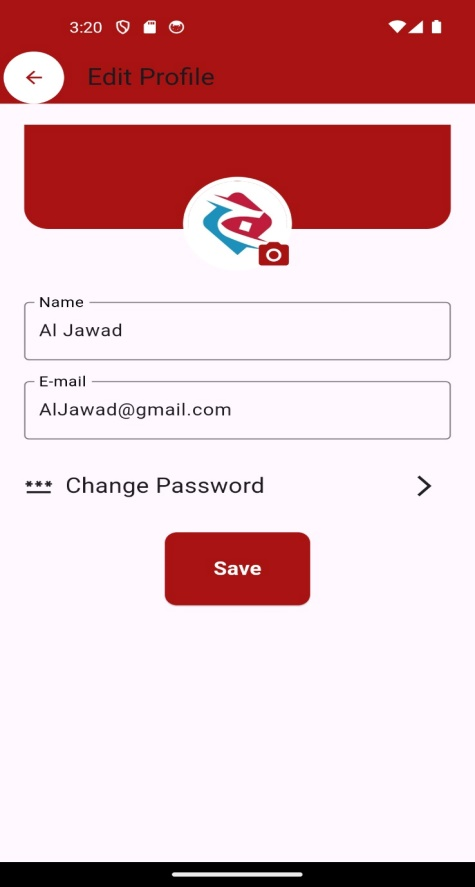 3:20
Edit Profile
Name
Al Jawad
E-mail
AlJawad@gmail.com
*** Change Password
Save